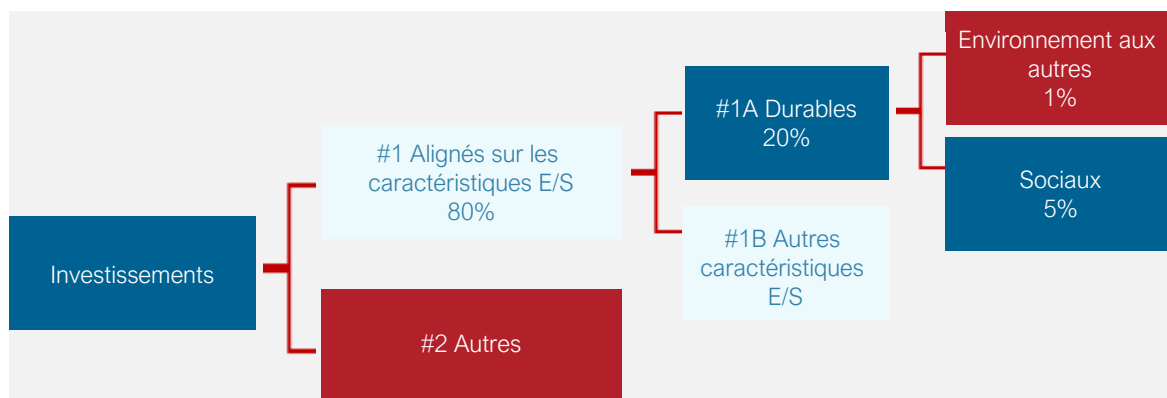 Investissements
#1 Alignés sur les
caractéristiques E/S
80%
#2 Autres
#1A Durables
20%
#1B Autres
caractéristiques
E/S
Environnement aux
autres
1%
Sociaux
5%